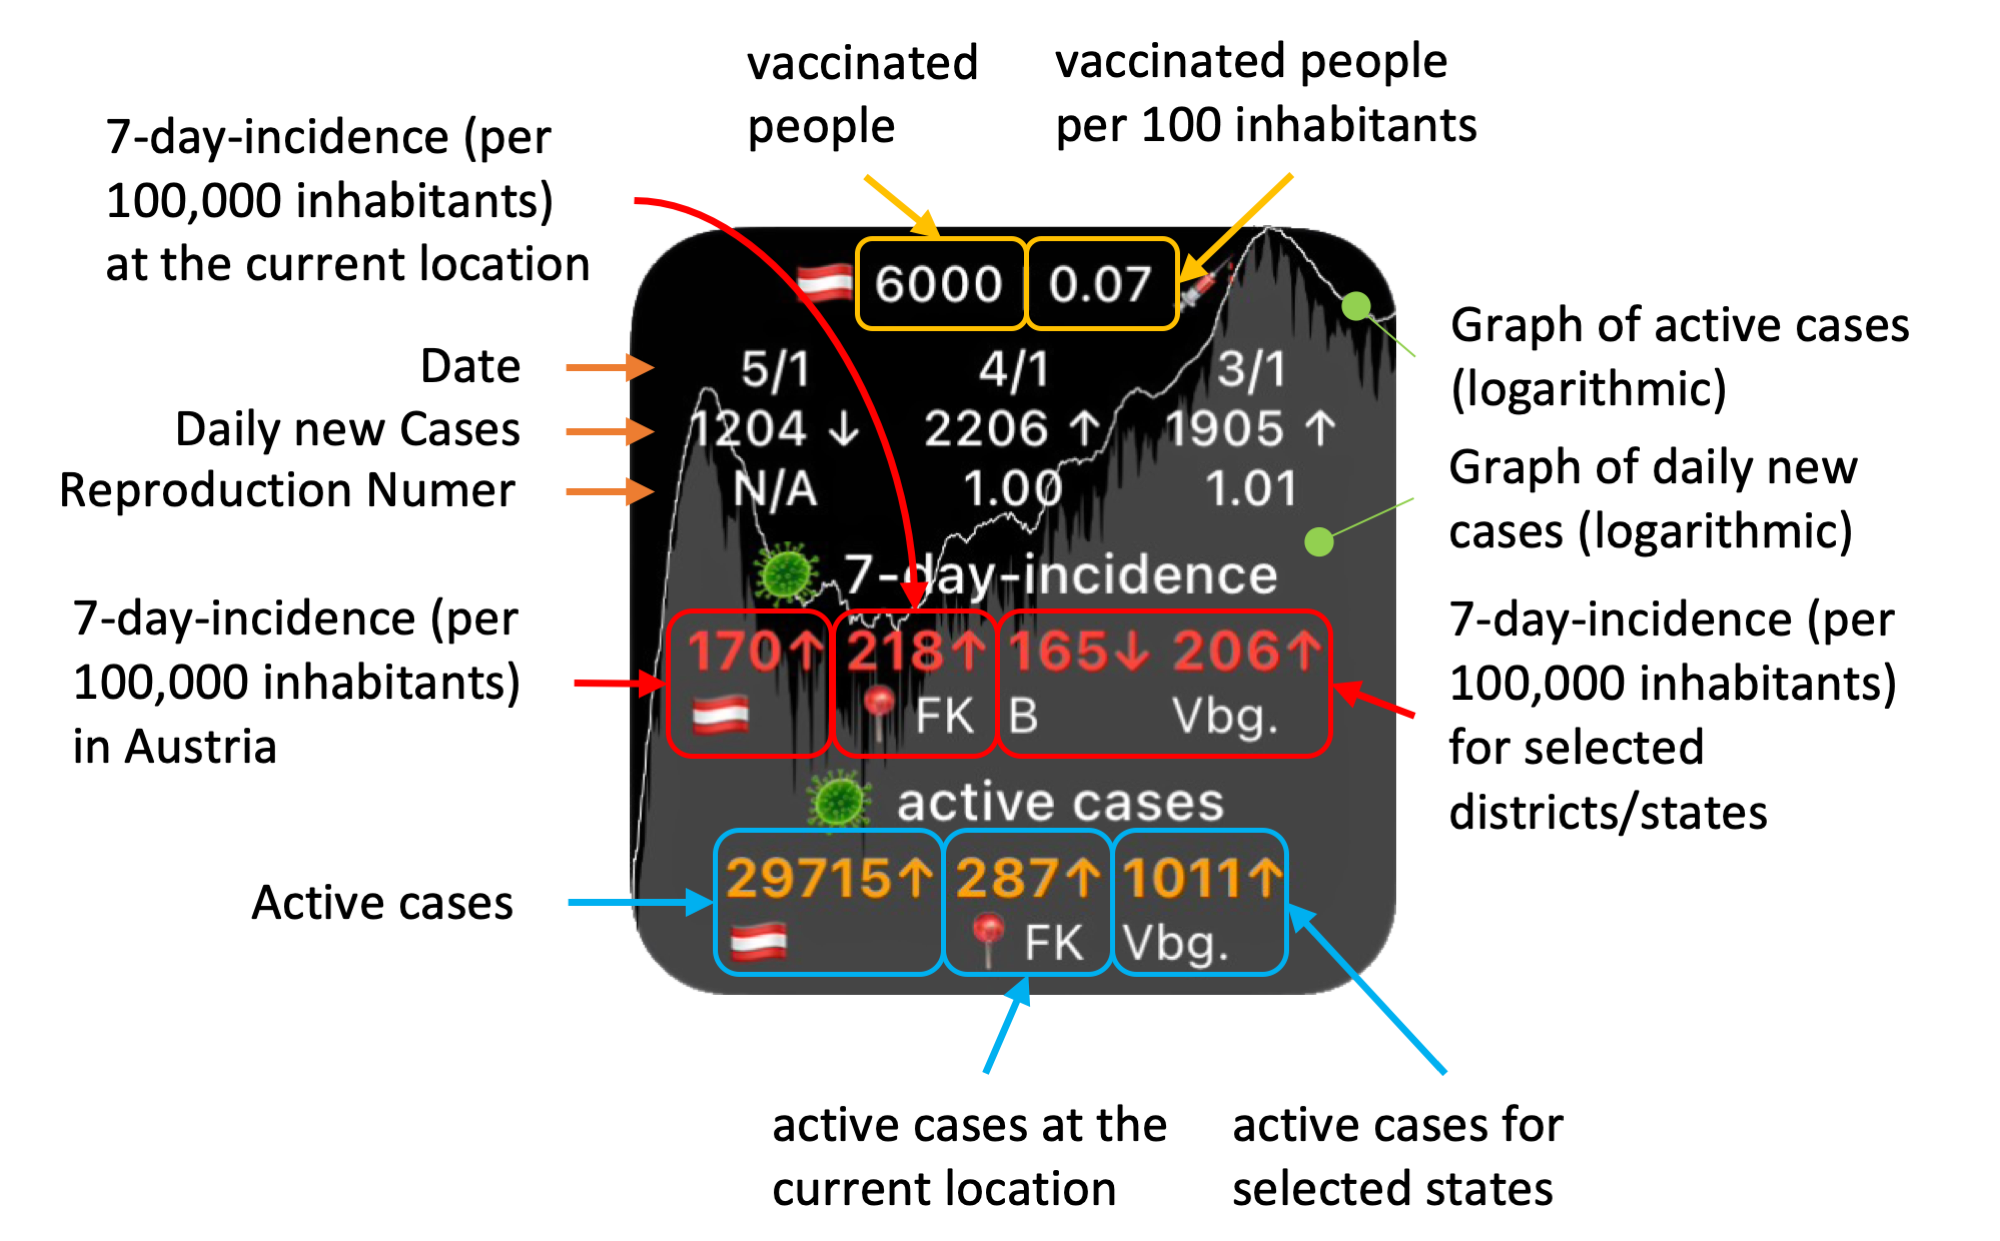 vaccinated
people
vaccinated people
per 100 inhabitants
7-day-incidence (per
100,000 inhabitants)
at the current location
6000 0.07
Date
5/1 4/1 3/1
Daily new Cases
1204 ↓ 2206 ↑ 1905 ↑
Reproduction Numer
N/A 1.00 1.01
Graph of active cases
(logarithmic)
Graph of daily new
cases (logarithmic)
7-day-incidence
7-day-incidence (per
100,000 inhabitants)
in Austria
170↑ 218↑ 165↓ 206↑
FK B Vbg.
7-day-incidence (per
100,000 inhabitants)
for selected
districts/states
active cases
Active cases
29715↑ 287↑ 1011↑
FK Vbg.
active cases at the
current location
active cases for
selected states